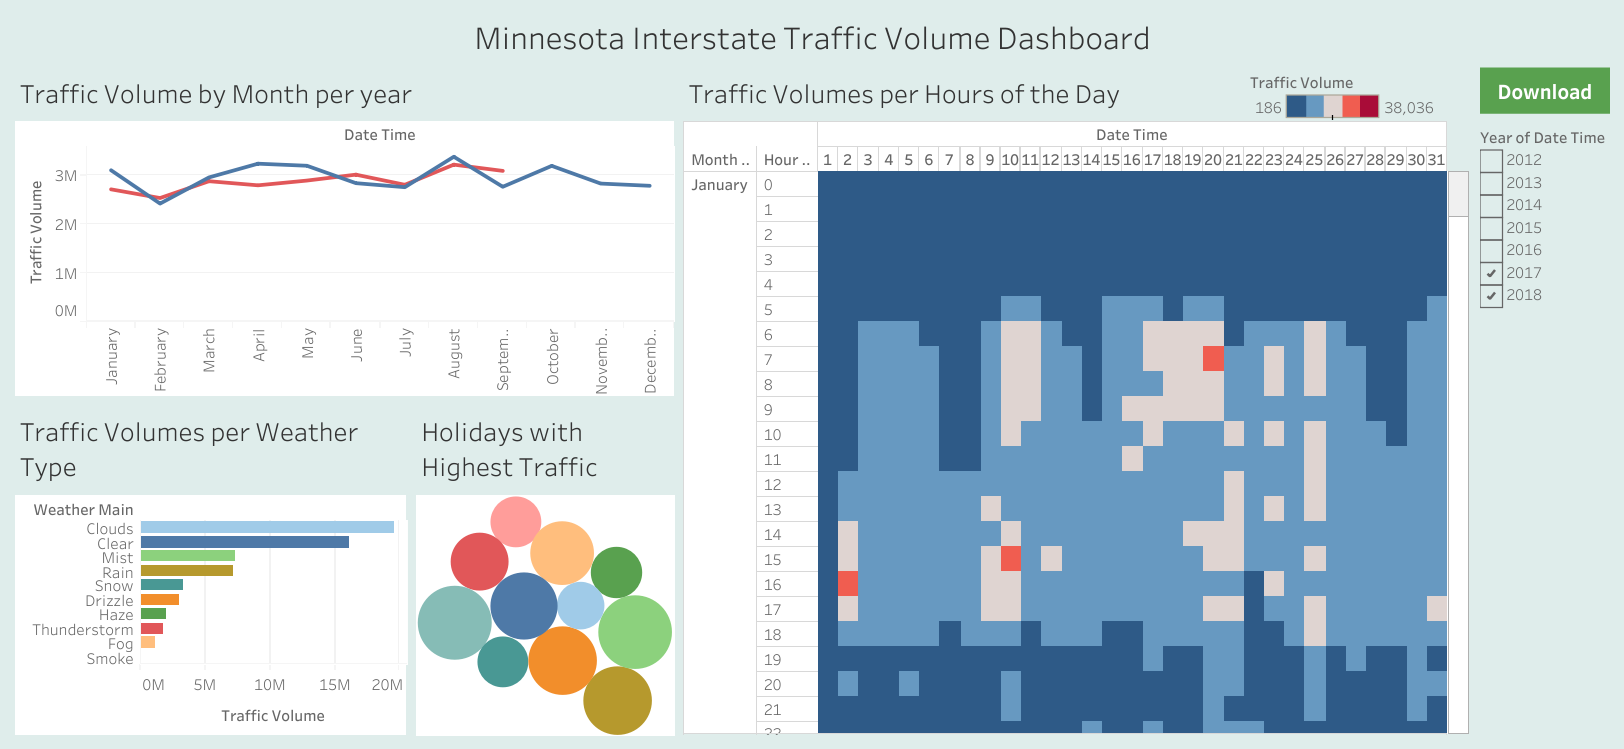 Minnesota Interstate Traffic Volume Dashboard
Traffic Volume by Month per year
Date Time
Traffic Volume
3M
2M
1M
0M
January
February
March
April
May
June
July
August
Septem..
October
Novemb..
Decemb..
Traffic Volumes per Weather
Type
Weather Main
Clouds
Clear
Mist
Rain
Snow
Drizzle
Haze
Thunderstorm
Fog
Smoke
0M 5M 10M 15M 20M
Traffic Volume
Holidays with
Highest Traffic
Traffic Volumes per Hours of the Day
Traffic Volume
186 38,036
Date Time
Month .. Hour .. 1 2 3 4 5 6 7 8 9 10 11 12 13 14 15 16 17 18 19 20 21 22 23 24 25 26 27 28 29 30 31
January 0
1
2
3
4
5
6
7
8
9
10
11
12
13
14
15
16
17
18
19
20
21
22
Download
Year of Date Time
2012
2013
2014
2015
2016
2017
2018